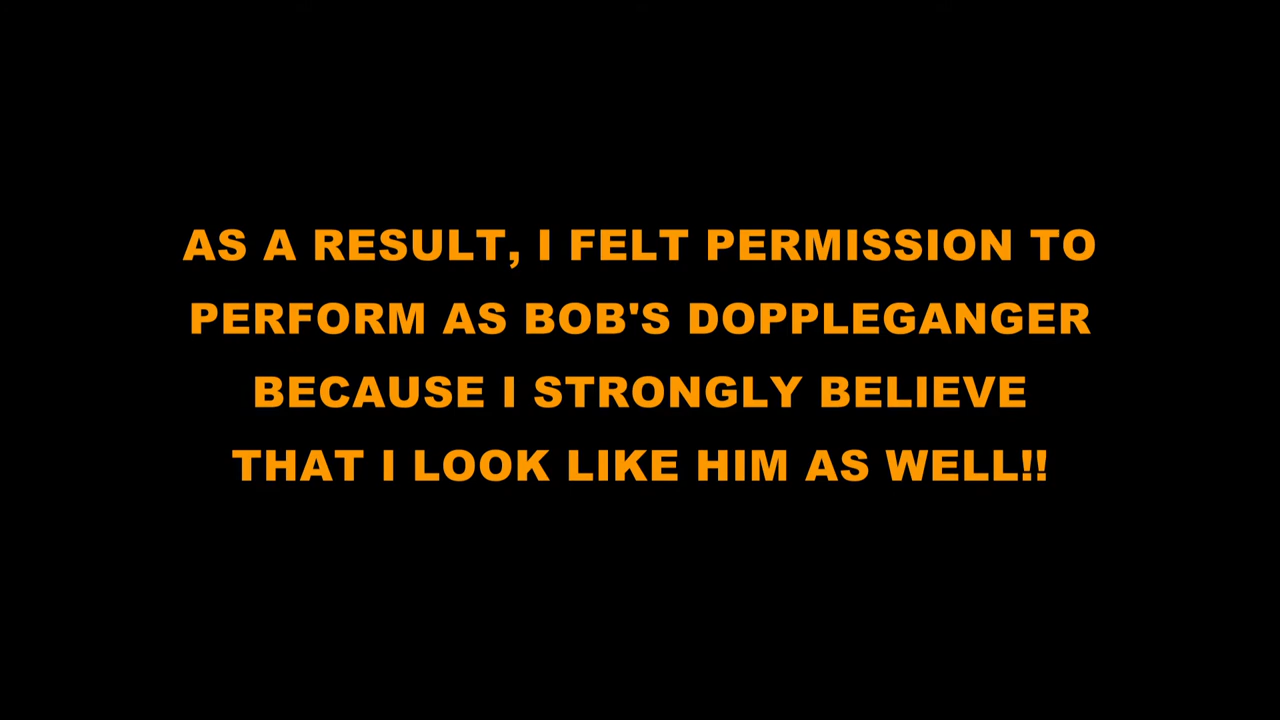 AS A RESULT, I FELT PERMISSION TO
PERFORM AS BOB'S DOPPLEGANGER
BECAUSE I STRONGLY BELIEVE
THAT I LOOK LIKE HIM AS WELL!!